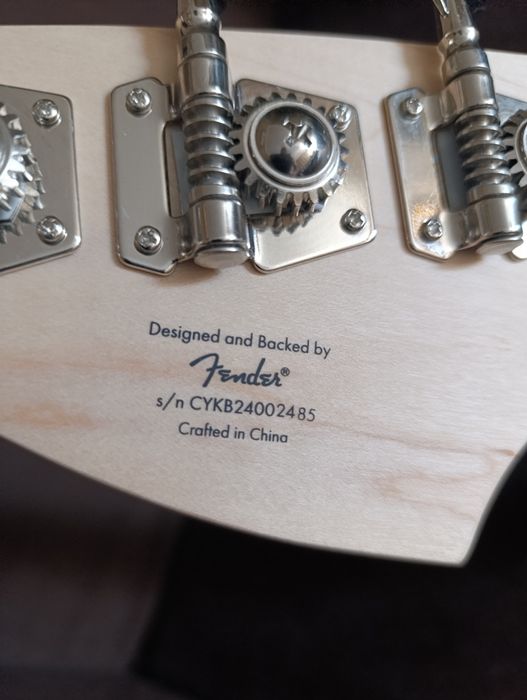 Designed and Backed by
Fender®
s/n CYKB24002485
Crafted in China